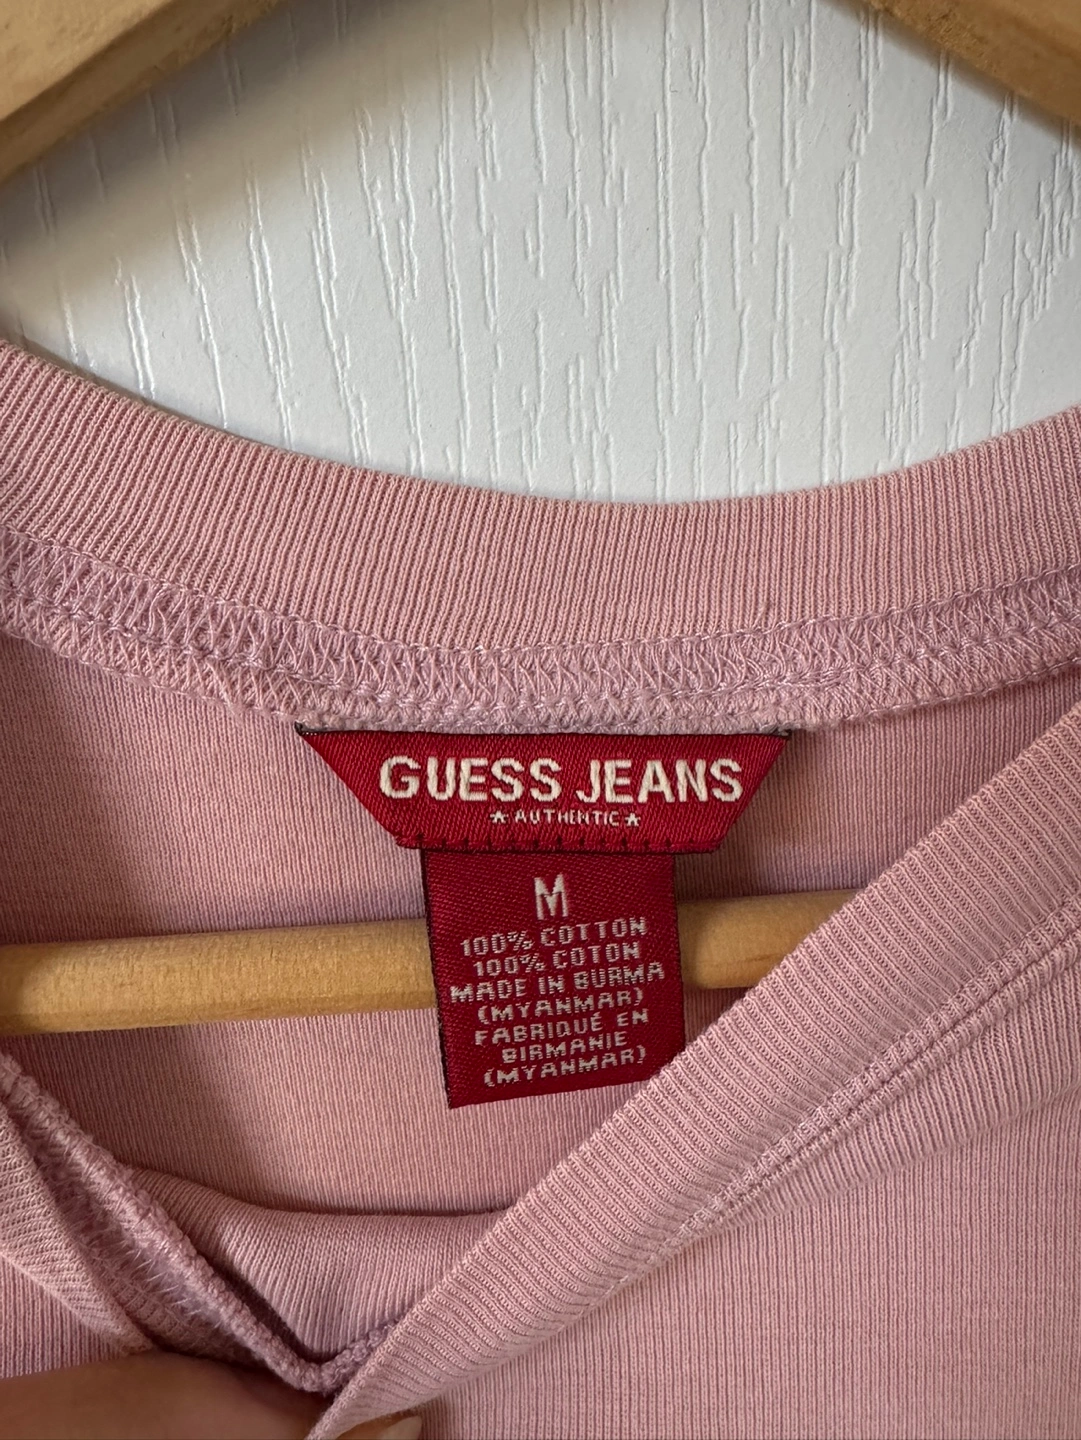 GUESS JEANS
★ AUTHENTIC ★
M
100% COTTON
100% COTON
MADE IN BURMA
(MYANMAR)
FABRIQUÉ EN
BIRMANIE
(MYANMAR)